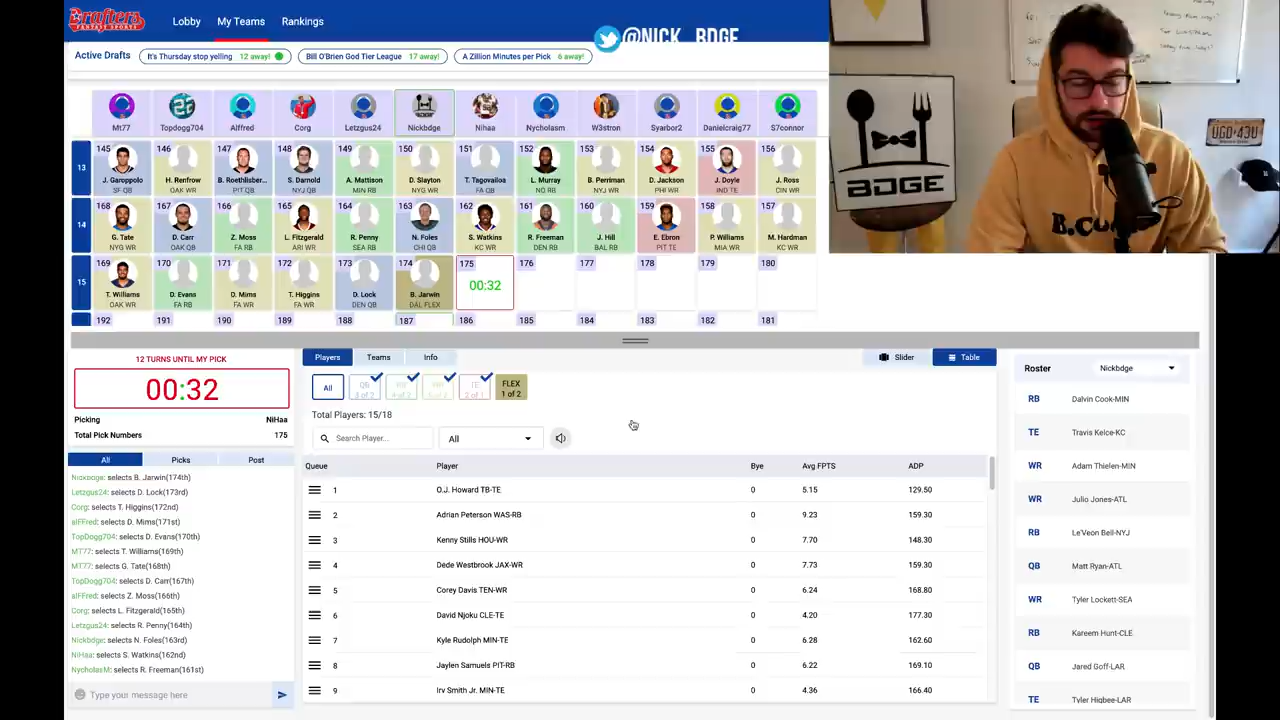 Drafters
FANTASY SPORTS
Lobby
My Teams
Rankings
@NICK_BDGE
Active Drafts
It's Thursday stop yelling 12 away!
Bill O'Brien God Tier League 17 away!
A Zillion Minutes per Pick 6 away!
Mt77
Topdogg704
Alffred
Corg
Letzgus24
Nickbdge
Nihaa
Nycholasm
W3stron
Syarbor2
Danielcraig77
S7connor
13
145
J. Garoppolo
SF QB
146
H. Renfrow
OAK WR
147
B. Roethlisber...
PIT QB
148
S. Darnold
NYJ QB
149
A. Mattison
MIN RB
150
D. Slayton
NYG WR
151
T. Tagovailoa
FA QB
152
L. Murray
NO RB
153
B. Perriman
NYJ WR
154
D. Jackson
PHI WR
155
J. Doyle
IND TE
156
J. Ross
CIN WR
14
168
G. Tate
NYG WR
167
D. Carr
OAK QB
166
Z. Moss
FA RB
165
L. Fitzgerald
ARI WR
164
R. Penny
SEA RB
163
N. Foles
CHI QB
162
S. Watkins
KC WR
161
R. Freeman
DEN RB
160
J. Hill
BAL RB
159
E. Ebron
PIT TE
158
P. Williams
MIA WR
157
M. Hardman
KC WR
15
169
T. Williams
OAK WR
170
D. Evans
FA RB
171
D. Mims
FA WR
172
T. Higgins
FA WR
173
D. Lock
DEN QB
174
B. Jarwin
DAL FLEX
175
00:32
176
177
178
179
180
192
191
190
189
188
187
186
185
184
183
182
181
12 TURNS UNTIL MY PICK
00:32
Picking NiHaa
Total Pick Numbers 175
All Picks Post
Nickbdge: selects B. Jarwin(174th)
Letzgus24: selects D. Lock(173rd)
Corg: selects T. Higgins(172nd)
alFFred: selects D. Mims(171st)
TopDogg704: selects D. Evans(170th)
MT77: selects T. Williams(169th)
MT77: selects G. Tate(168th)
TopDogg704: selects D. Carr(167th)
alFFred: selects Z. Moss(166th)
Corg: selects L. Fitzgerald(165th)
Letzgus24: selects R. Penny(164th)
Nickbdge: selects N. Foles(163rd)
NiHaa: selects S. Watkins(162nd)
NycholasM: selects R. Freeman(161st)
Type your message here
Players Teams Info
Slider Table
All
QB
3 of 2
TE
2 of 1
FLEX
1 of 2
Total Players: 15/18
Search Player...
All
Queue Player Bye Avg FPTS ADP
1 O.J. Howard TB-TE 0 5.15 129.50
2 Adrian Peterson WAS-RB 0 9.23 159.30
3 Kenny Stills HOU-WR 0 7.70 148.30
4 Dede Westbrook JAX-WR 0 7.73 159.30
5 Corey Davis TEN-WR 0 6.24 168.80
6 David Njoku CLE-TE 0 4.20 177.30
7 Kyle Rudolph MIN-TE 0 6.28 162.60
8 Jaylen Samuels PIT-RB 0 6.22 169.10
9 Irv Smith Jr. MIN-TE 0 4.36 166.40
Roster Nickbdge
RB Dalvin Cook-MIN
TE Travis Kelce-KC
WR Adam Thielen-MIN
WR Julio Jones-ATL
RB Le'Veon Bell-NYJ
QB Matt Ryan-ATL
WR Tyler Lockett-SEA
RB Kareem Hunt-CLE
QB Jared Goff-LAR
TE Tyler Higbee-LAR
BDGE